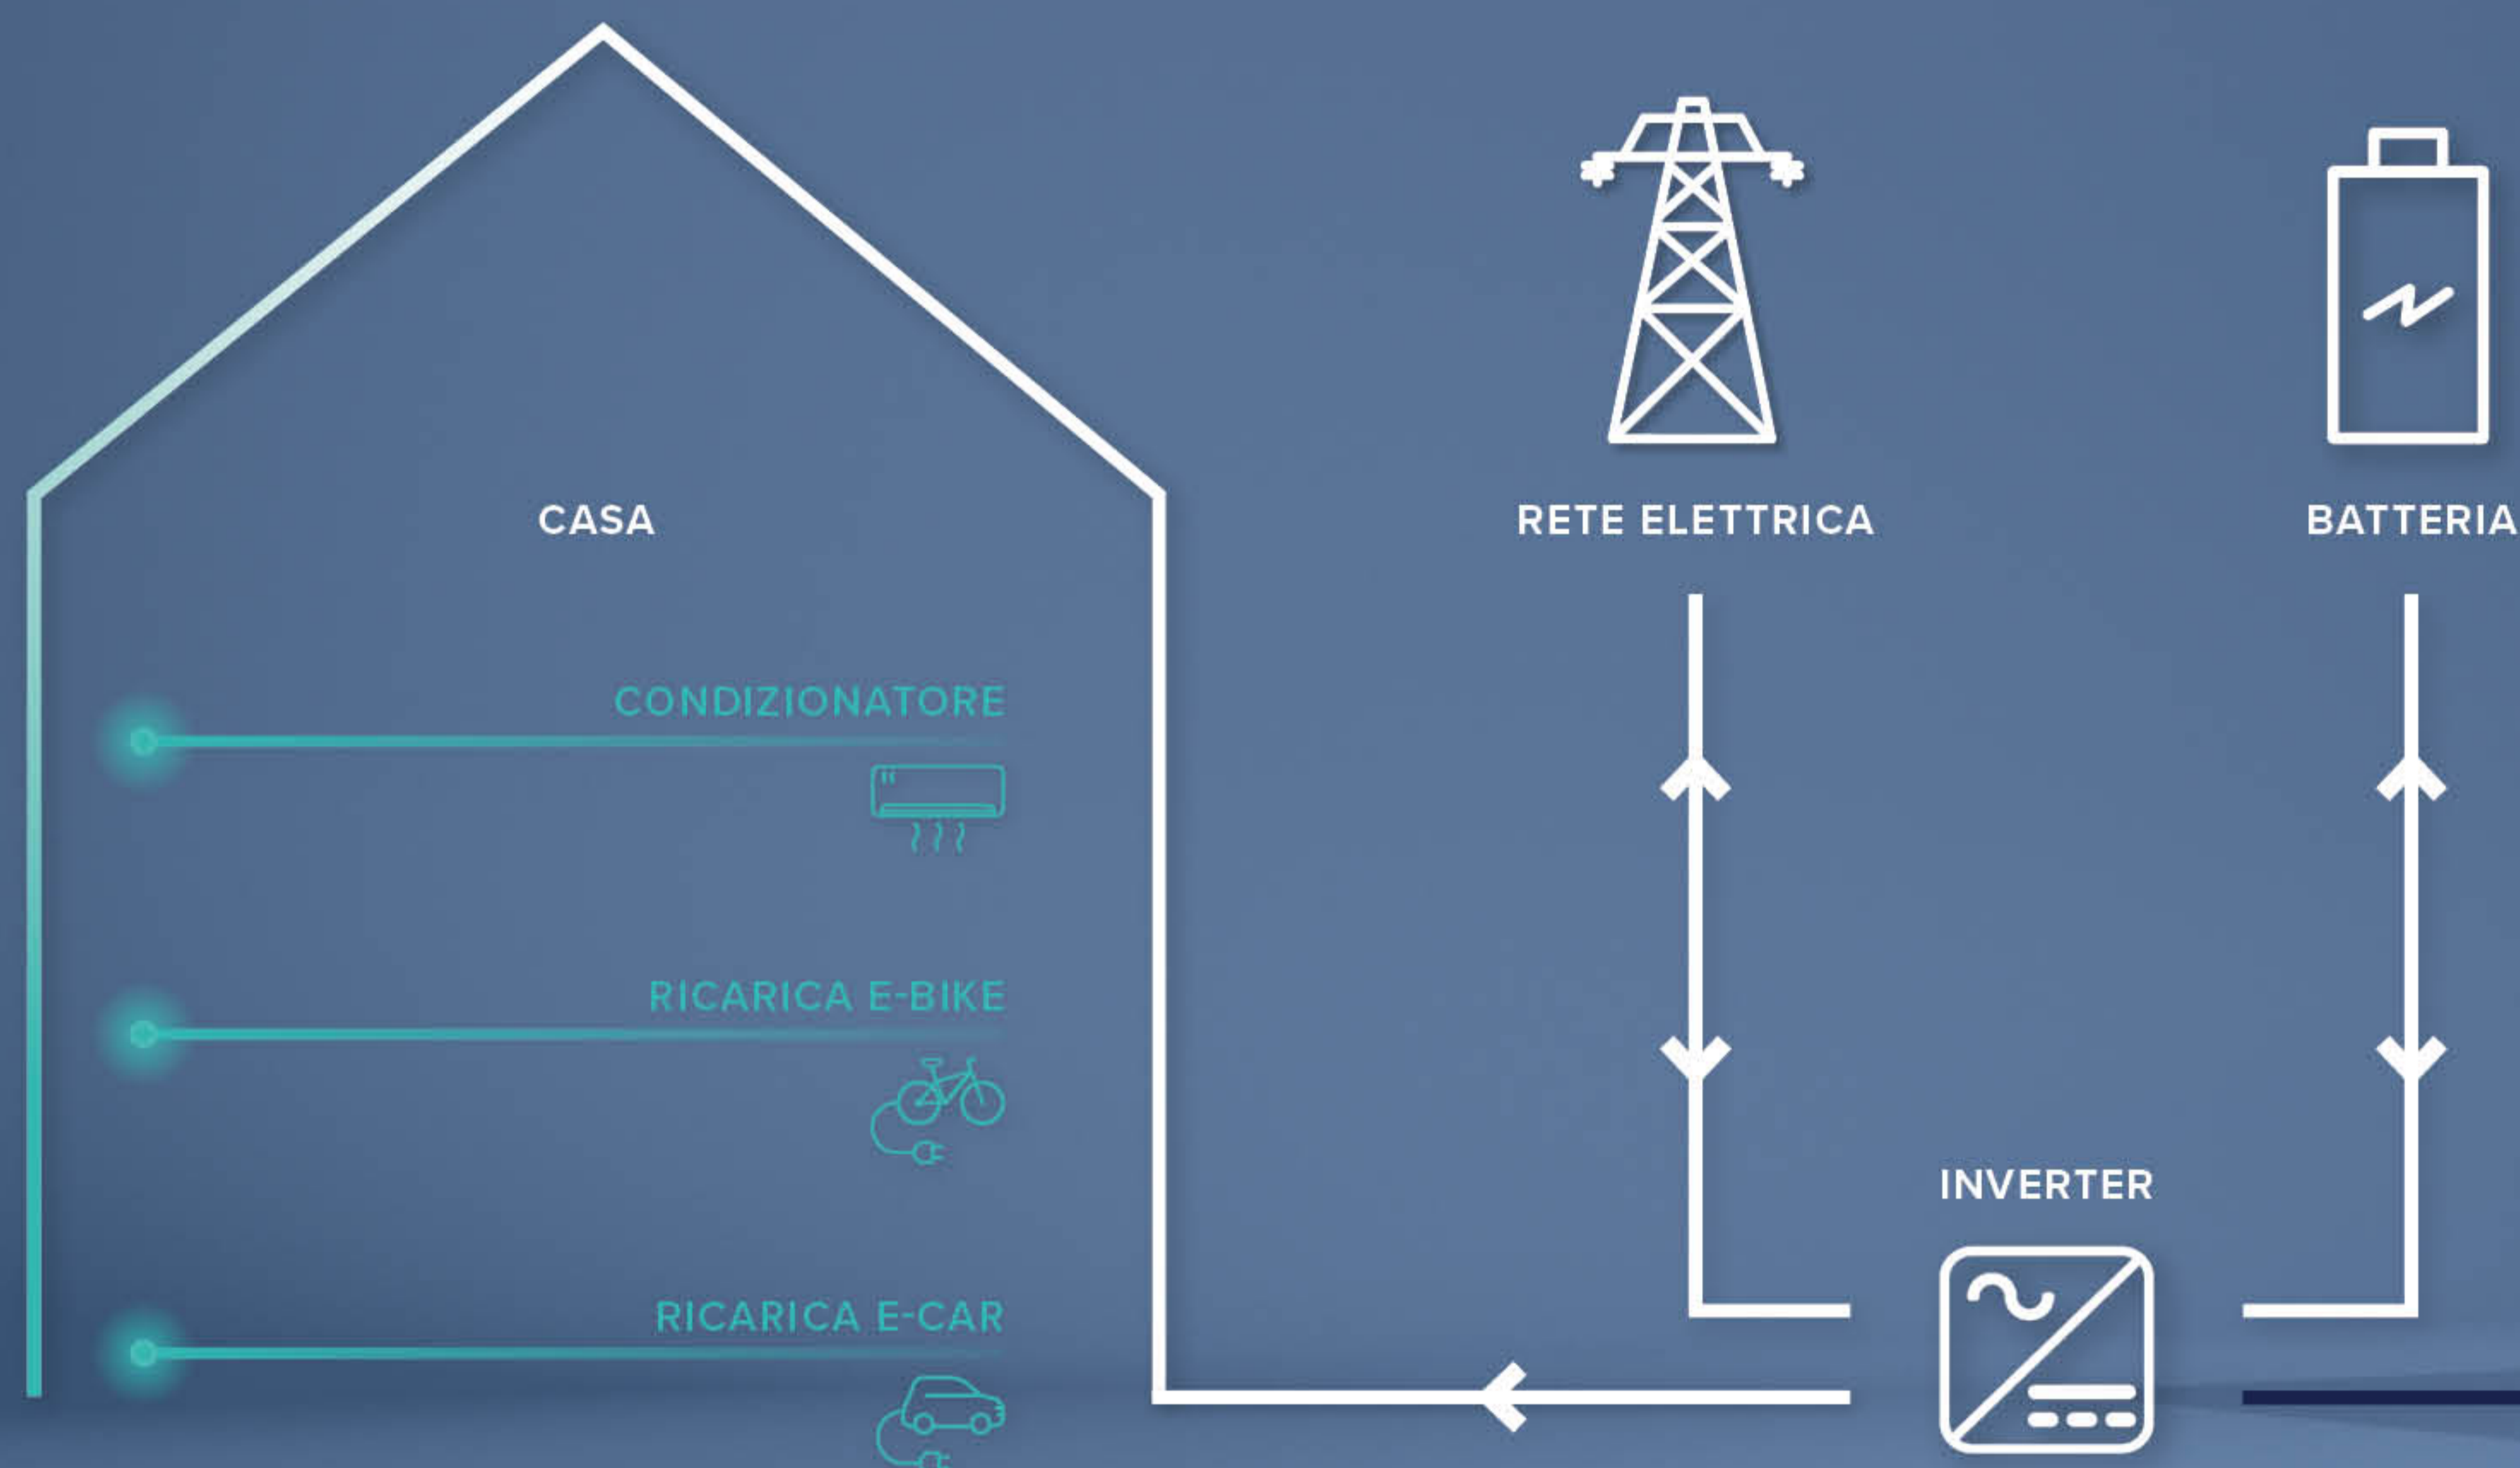 CASA
RETE ELETTRICA
BATTERIA
CONDIZIONATORE
RICARICA E-BIKE
INVERTER
RICARICA E-CAR